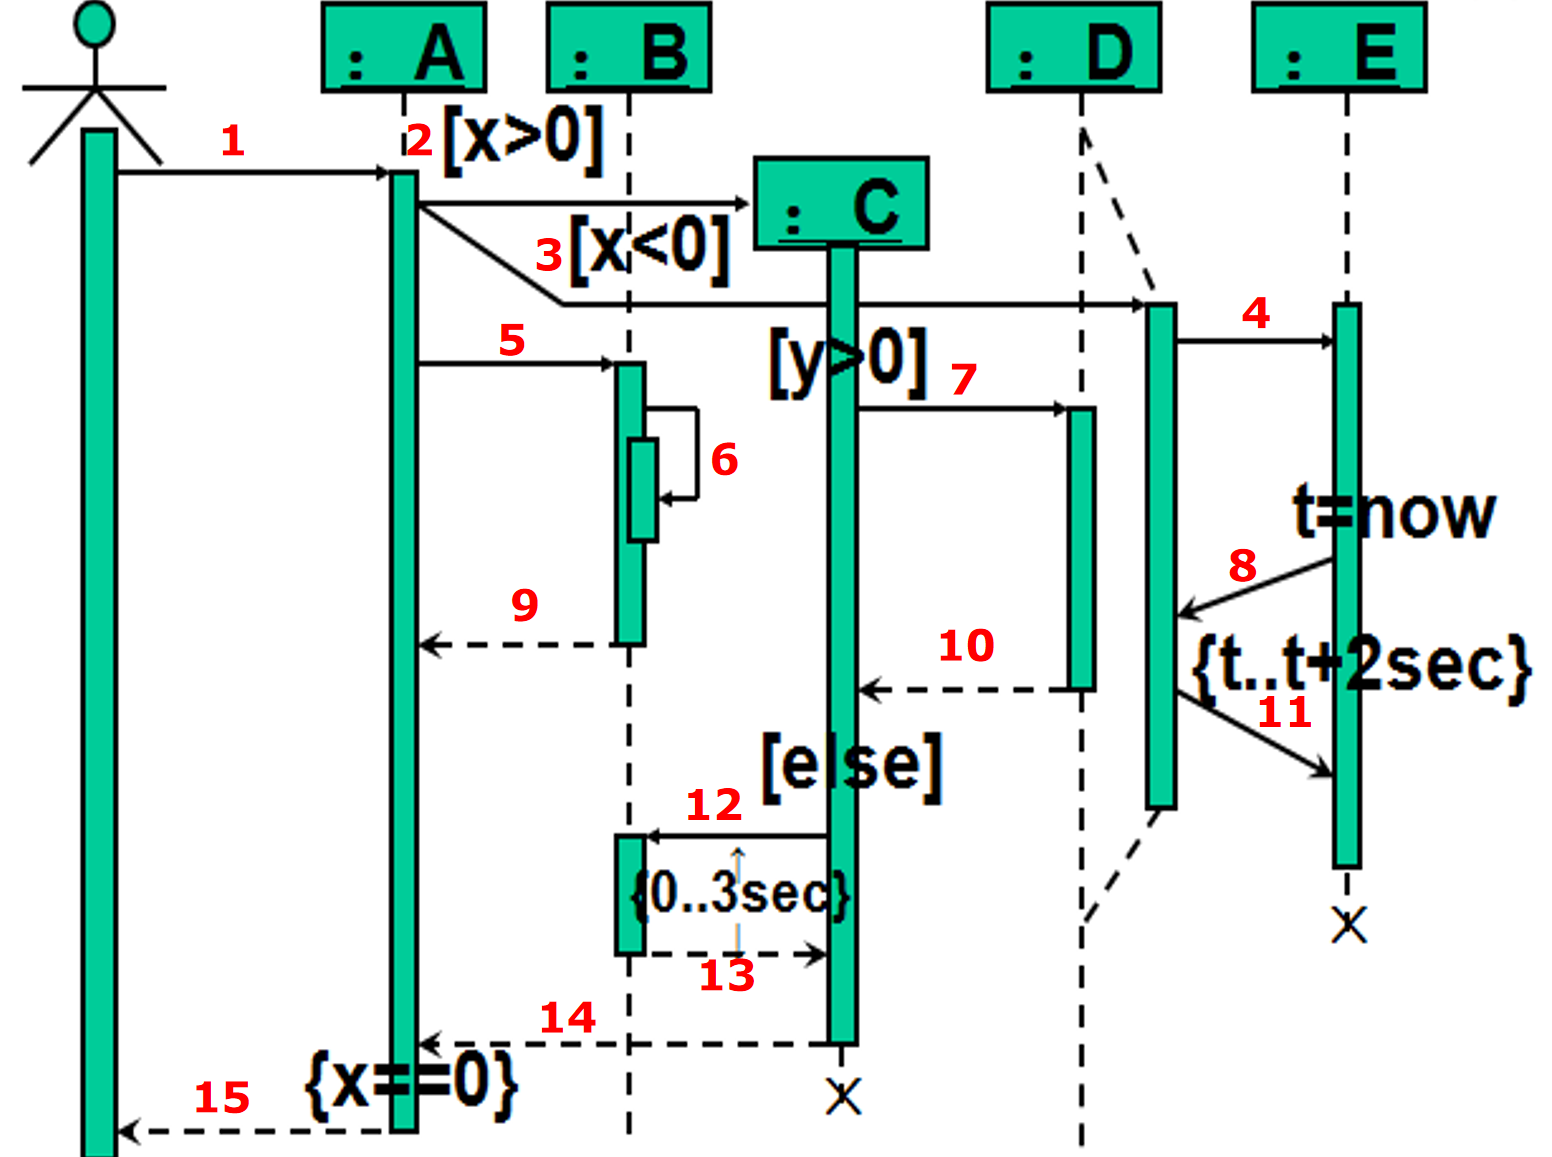 : A
: B
: D
: E
1
2 [x>0]
: C
3 [x<0]
4
5
[y>0]
7
6
t=now
8
9
{t..t+2sec}
10
11
[else]
12
{0..3sec}
13
14
{x==0}
15
X
X